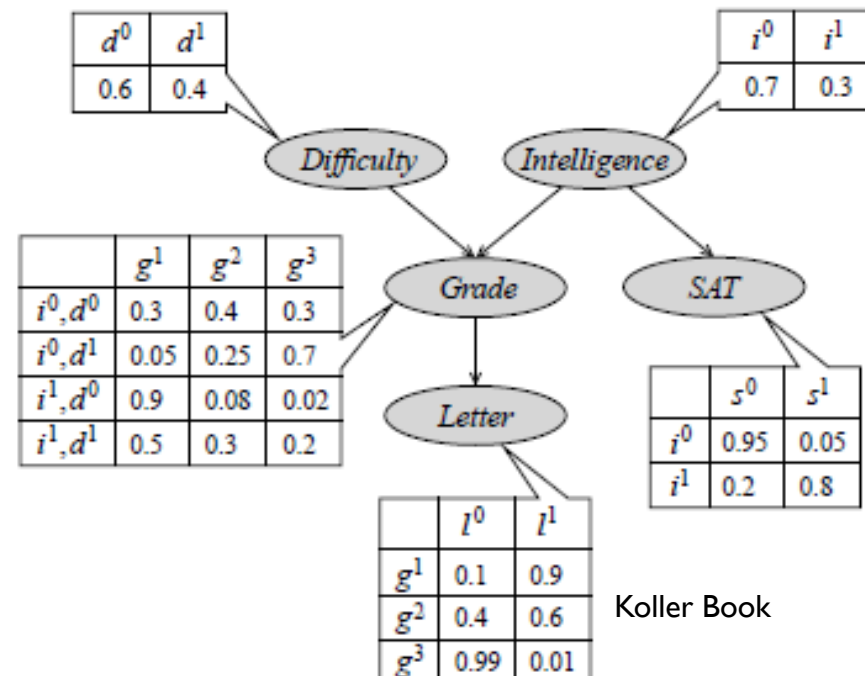 d⁰ d¹
0.6 0.4
i⁰ i¹
0.7 0.3
Difficulty
Intelligence
g¹ g² g³
i⁰,d⁰ 0.3 0.4 0.3
i⁰,d¹ 0.05 0.25 0.7
i¹,d⁰ 0.9 0.08 0.02
i¹,d¹ 0.5 0.3 0.2
Grade
SAT
Letter
s⁰ s¹
i⁰ 0.95 0.05
i¹ 0.2 0.8
l⁰ l¹
g¹ 0.1 0.9
g² 0.4 0.6
g³ 0.99 0.01
Koller Book